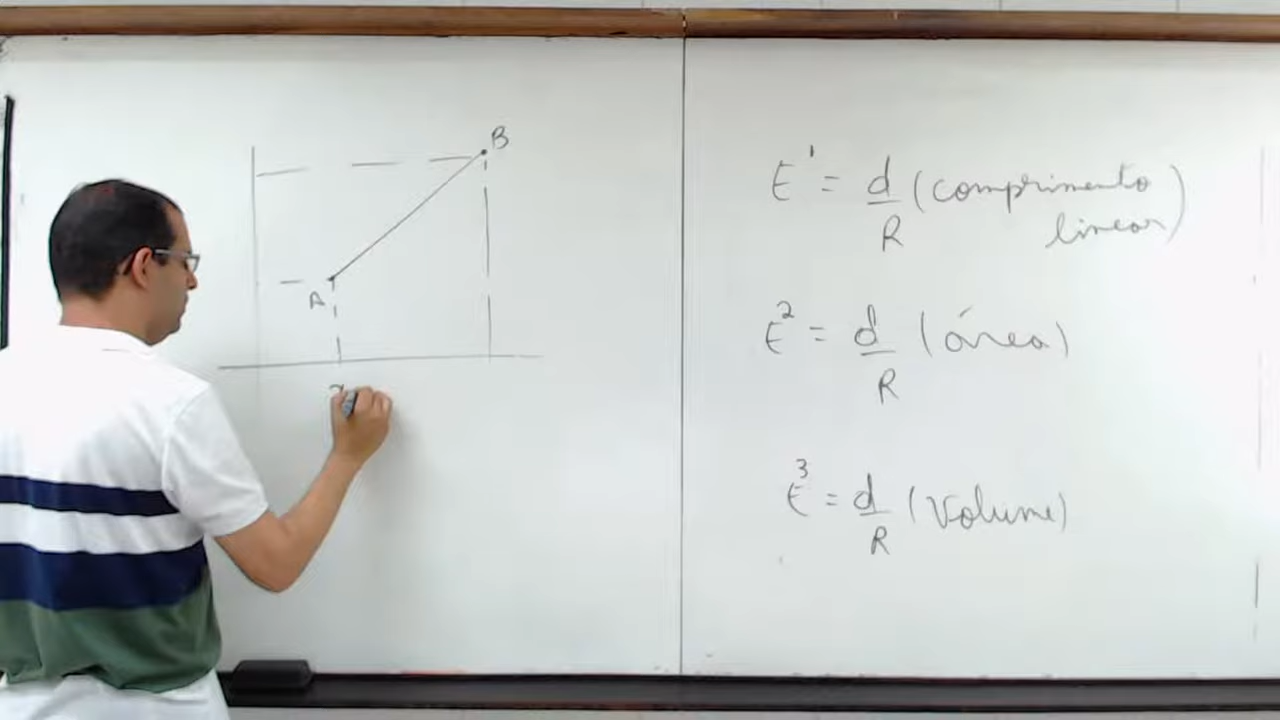 B
A
E¹ = d/R (comprimento
linear)
E² = d/R (área)
E³ = d/R (volume)